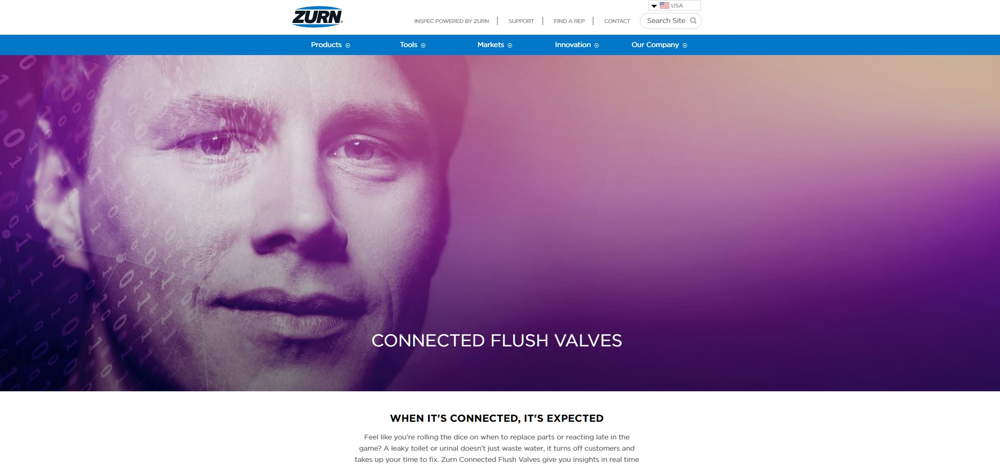 USA
ZURN
INSPEC POWERED BY ZURN
SUPPORT
FIND A REP
CONTACT
Search Site
Products
Tools
Markets
Innovation
Our Company
CONNECTED FLUSH VALVES
WHEN IT'S CONNECTED, IT'S EXPECTED
Feel like you’re rolling the dice on when to replace parts or reacting late in the
game? A leaky toilet or urinal doesn’t just waste water, it turns off customers and
takes up your time to fix. Zurn Connected Flush Valves give you insights in real time